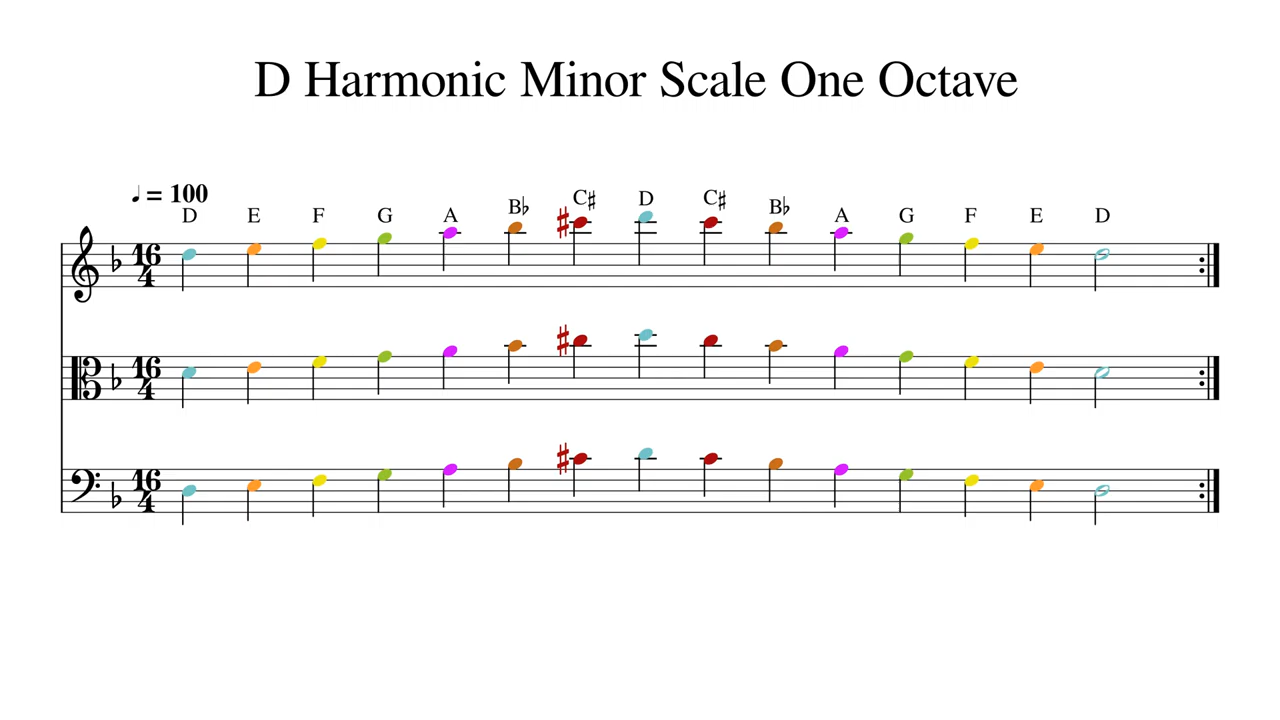 D Harmonic Minor Scale One Octave
♩ = 100
D E F G A B♭ C♯ D C♯ B♭ A G F E D
16
4
16
4
16
4